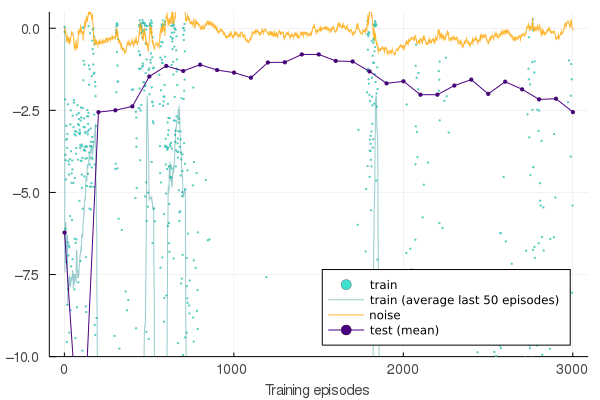 0.0
−2.5
−5.0
−7.5
−10.0
0
1000
2000
3000
Training episodes
train
train (average last 50 episodes)
noise
test (mean)